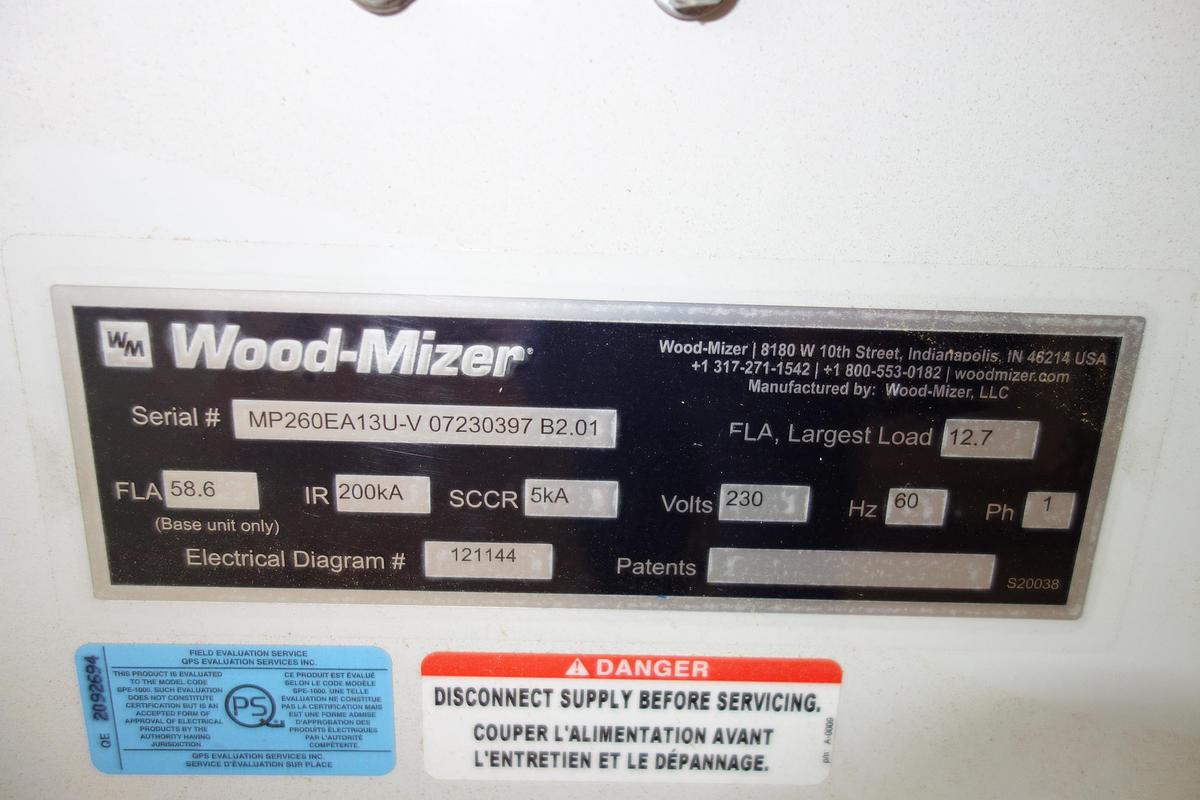 WM Wood-Mizer®
Wood-Mizer | 8180 W 10th Street, Indianapolis, IN 46214 USA
+1 317-271-1542 | +1 800-553-0182 | woodmizer.com
Manufactured by: Wood-Mizer, LLC
Serial # MP260EA13U-V 07230397 B2.01
FLA, Largest Load 12.7
FLA 58.6 IR 200kA SCCR 5kA Volts 230 Hz 60 Ph 1
(Base unit only)
Electrical Diagram # 121144 Patents
S20038
QE 2092694
FIELD EVALUATION SERVICE
QPS EVALUATION SERVICES INC.
THIS PRODUCT IS EVALUATED
TO THE MODEL CODE
SPE-1000. SUCH EVALUATION
DOES NOT CONSTITUTE
CERTIFICATION BUT IS AN
ACCEPTED FORM OF
APPROVAL OF ELECTRICAL
PRODUCTS BY THE
AUTHORITY HAVING
JURISDICTION.
QPS
CE PRODUIT EST ÉVALUÉ
SELON LE CODE MODÈLE
SPE-1000. UNE TELLE
ÉVALUATION NE CONSTITUE
PAS LA CERTIFICATION MAIS
EST UNE FORME ADMISE
D'APPROBATION DES
PRODUITS ÉLECTRIQUES
PAR L'AUTORITÉ
COMPÉTENTE.
QPS EVALUATION SERVICES INC.
SERVICE D'ÉVALUATION SUR PLACE
DANGER
DISCONNECT SUPPLY BEFORE SERVICING.
COUPER L'ALIMENTATION AVANT
L'ENTRETIEN ET LE DÉPANNAGE.